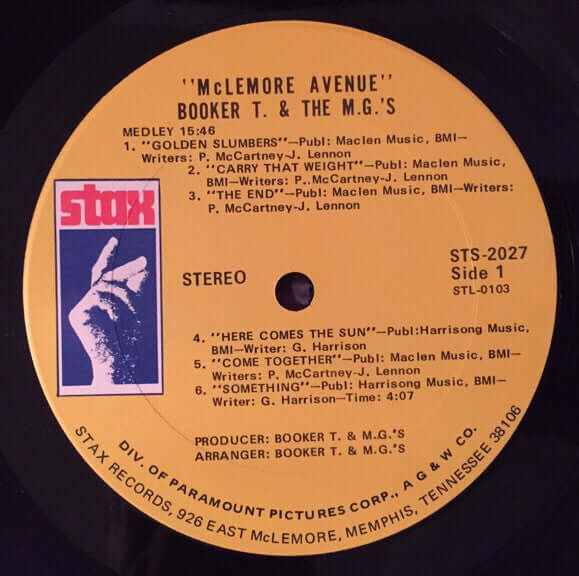 "McLEMORE AVENUE"
BOOKER T. & THE M.G.'S
MEDLEY 15:46
1. "GOLDEN SLUMBERS"—Publ: Maclen Music, BMI—
Writers: P. McCartney-J. Lennon
2. "CARRY THAT WEIGHT"—Publ: Maclen Music,
BMI—Writers: P..McCartney-J. Lennon
3. "THE END"—Publ: Maclen Music, BMI—Writers:
P. McCartney-J. Lennon
stax
STEREO
STS-2027
Side 1
STL-0103
4. "HERE COMES THE SUN"—Publ:Harrisong Music,
BMI—Writer: G. Harrison
5. "COME TOGETHER"—Publ: Maclen Music, BMI—
Writers: P. McCartney-J. Lennon
6. "SOMETHING"—Publ: Harrisong Music, BMI—
Writer: G. Harrison—Time: 4:07
PRODUCER: BOOKER T. & M.G.'S
ARRANGER: BOOKER T. & M.G.'S
DIV. OF PARAMOUNT PICTURES CORP., A G & W CO.
STAX RECORDS, 926 EAST McLEMORE, MEMPHIS, TENNESSEE 38106